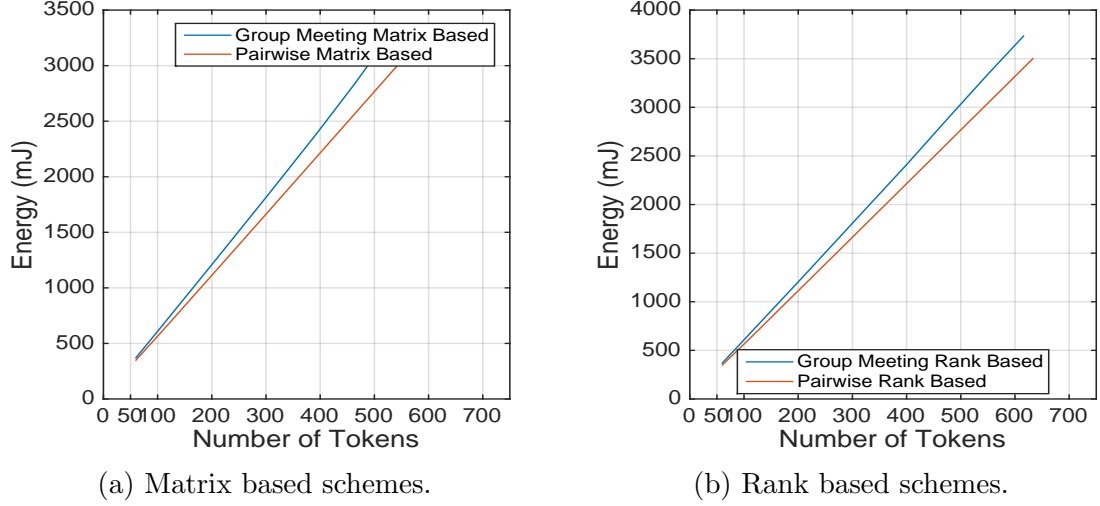 3500
3000
2500
2000
1500
1000
500
0
Energy (mJ)
Group Meeting Matrix Based
Pairwise Matrix Based
0 50 100 200 300 400 500 600 700
Number of Tokens
(a) Matrix based schemes.
4000
3500
3000
2500
2000
1500
1000
500
0
Energy (mJ)
Group Meeting Rank Based
Pairwise Rank Based
0 50 100 200 300 400 500 600 700
Number of Tokens
(b) Rank based schemes.